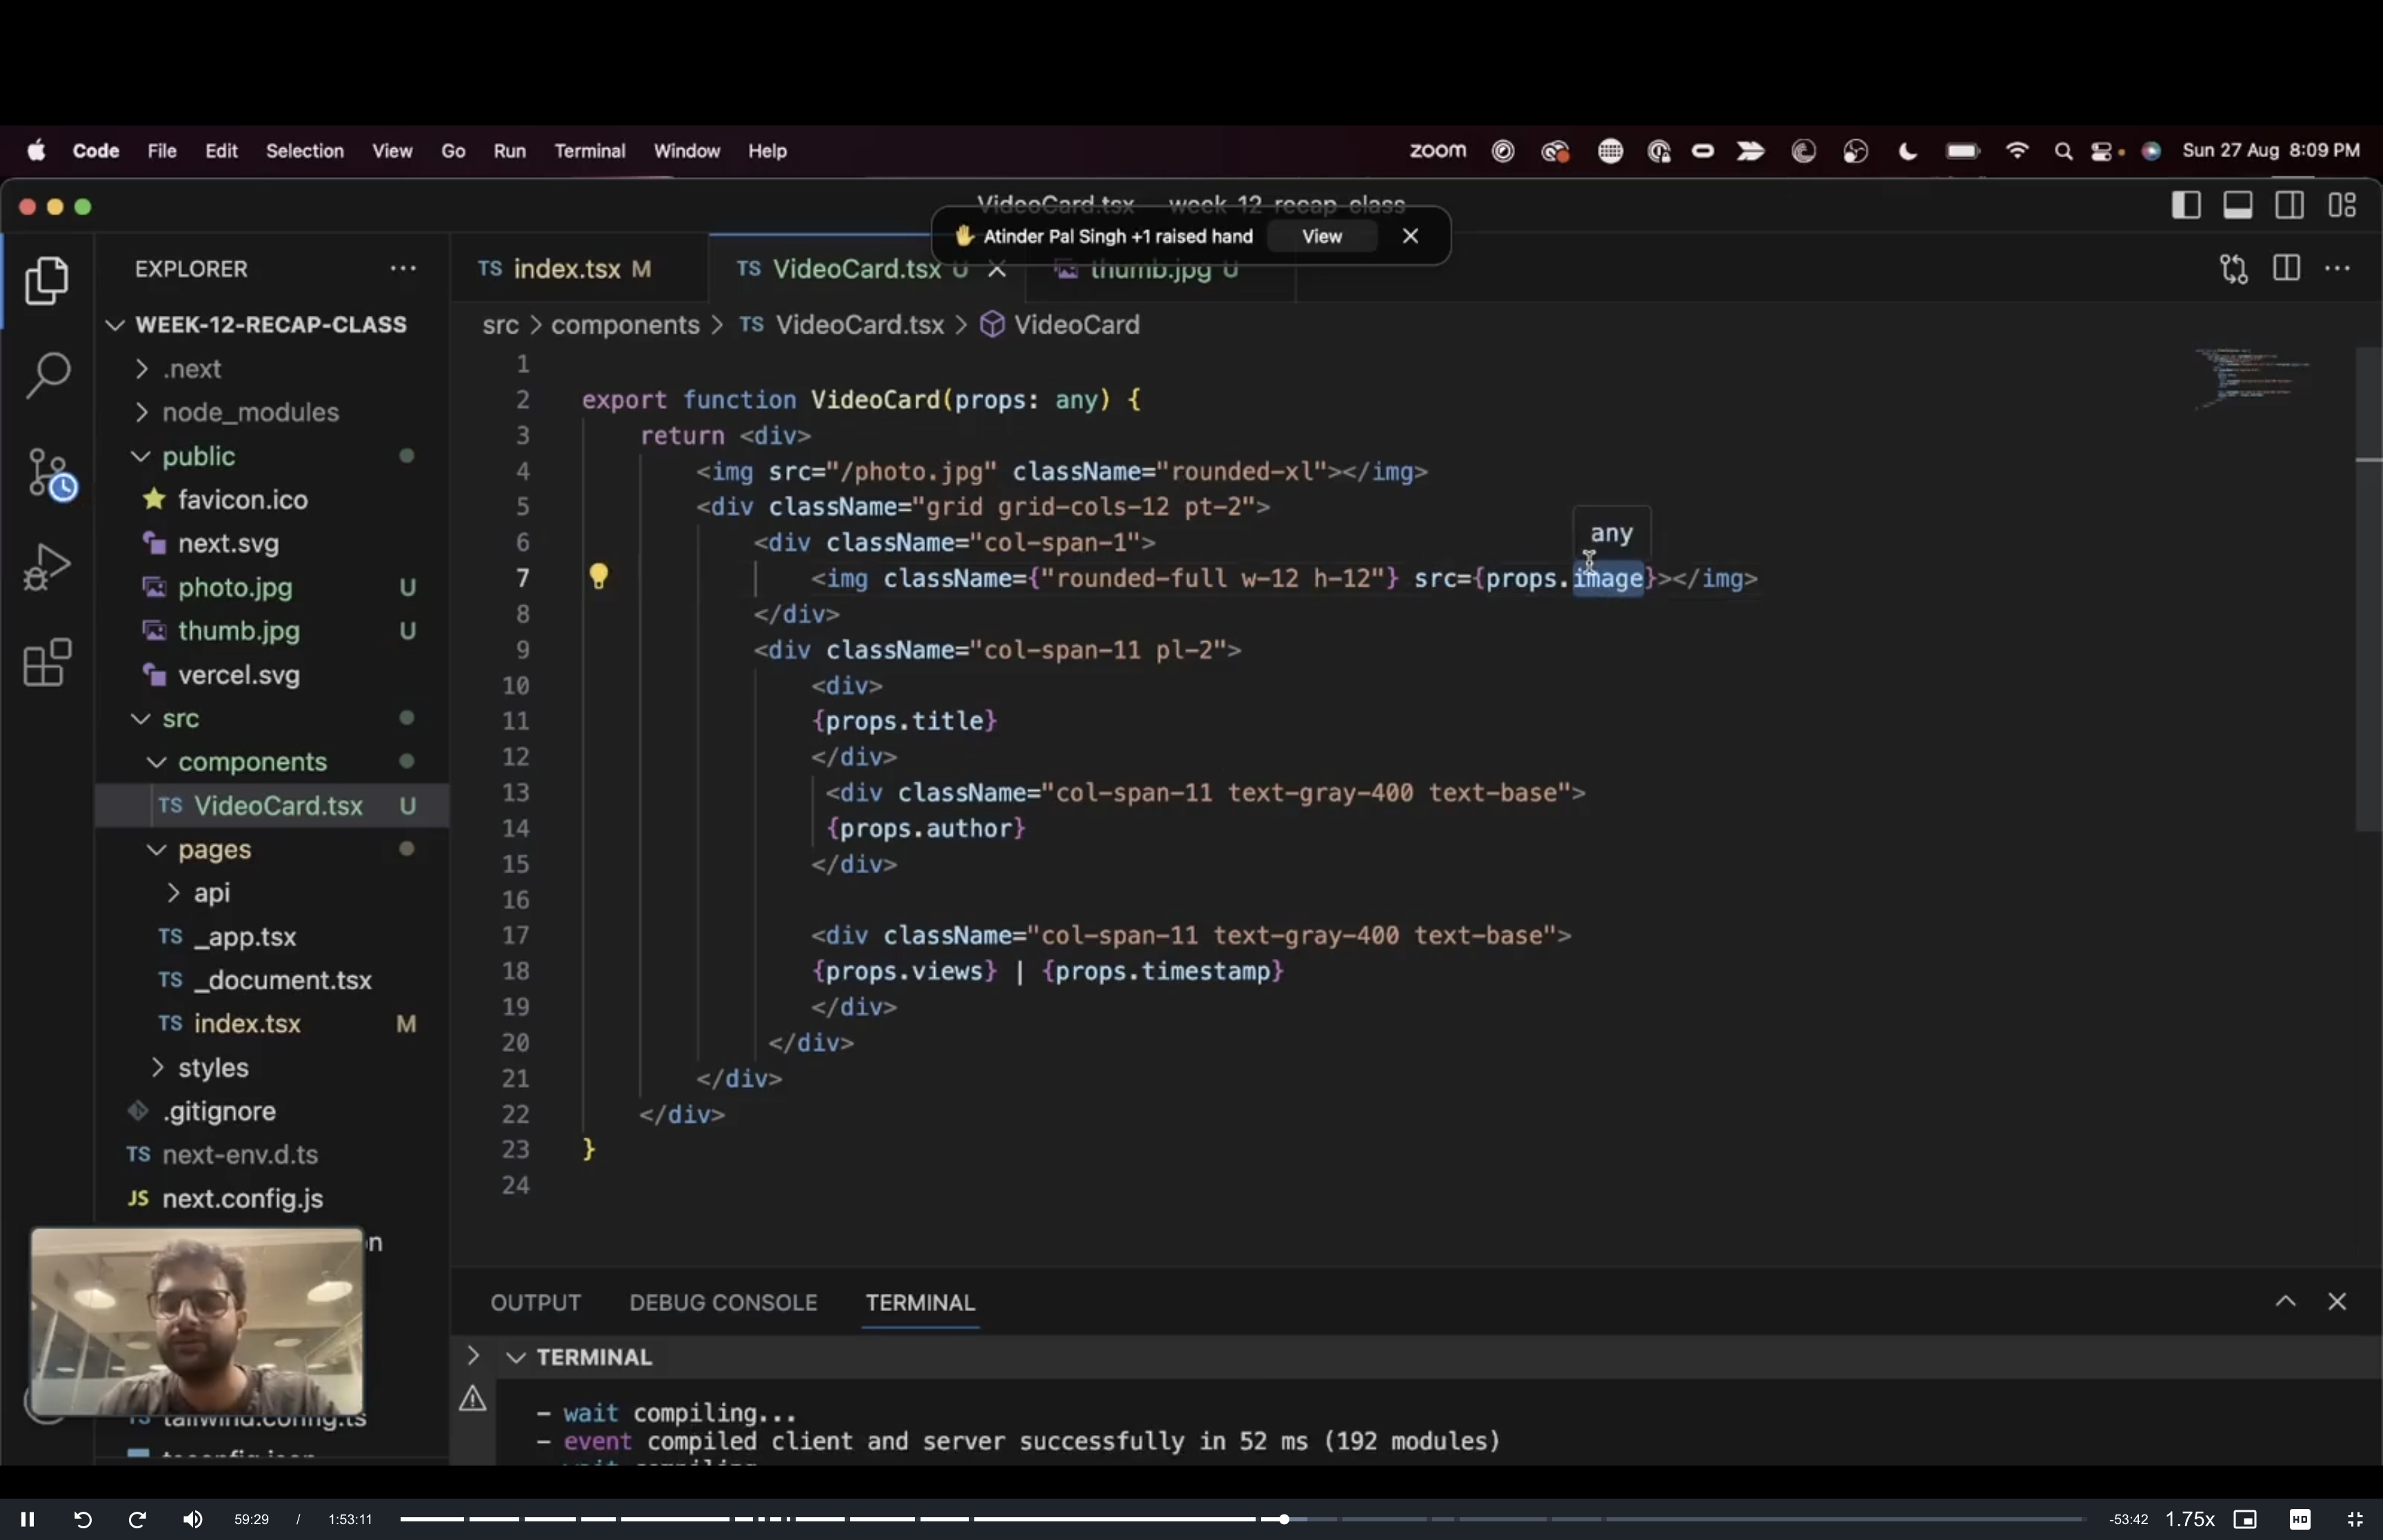 Code File Edit Selection View Go Run Terminal Window Help zoom Sun 27 Aug 8:09 PM
VideoCard.tsx — week-12-recap-class
Atinder Pal Singh +1 raised hand View
EXPLORER
TS index.tsx M TS VideoCard.tsx U thumb.jpg U
WEEK-12-RECAP-CLASS
.next
node_modules
public
favicon.ico
next.svg
photo.jpg U
thumb.jpg U
vercel.svg
src
components
TS VideoCard.tsx U
pages
api
TS _app.tsx
TS _document.tsx
TS index.tsx M
styles
.gitignore
TS next-env.d.ts
JS next.config.js
n
TS tailwind.config.ts
tsconfig.json
src > components > TS VideoCard.tsx > VideoCard
1
2 export function VideoCard(props: any) {
3 return <div>
4 <img src="/photo.jpg" className="rounded-xl"></img>
5 <div className="grid grid-cols-12 pt-2">
any
6 <div className="col-span-1">
7 <img className={"rounded-full w-12 h-12"} src={props.image}></img>
8 </div>
9 <div className="col-span-11 pl-2">
10 <div>
11 {props.title}
12 </div>
13 <div className="col-span-11 text-gray-400 text-base">
14 {props.author}
15 </div>
16
17 <div className="col-span-11 text-gray-400 text-base">
18 {props.views} | {props.timestamp}
19 </div>
20 </div>
21 </div>
22 </div>
23 }
24
OUTPUT DEBUG CONSOLE TERMINAL
TERMINAL
- wait compiling...
- event compiled client and server successfully in 52 ms (192 modules)
59:29 / 1:53:11 -53:42 1.75x HD